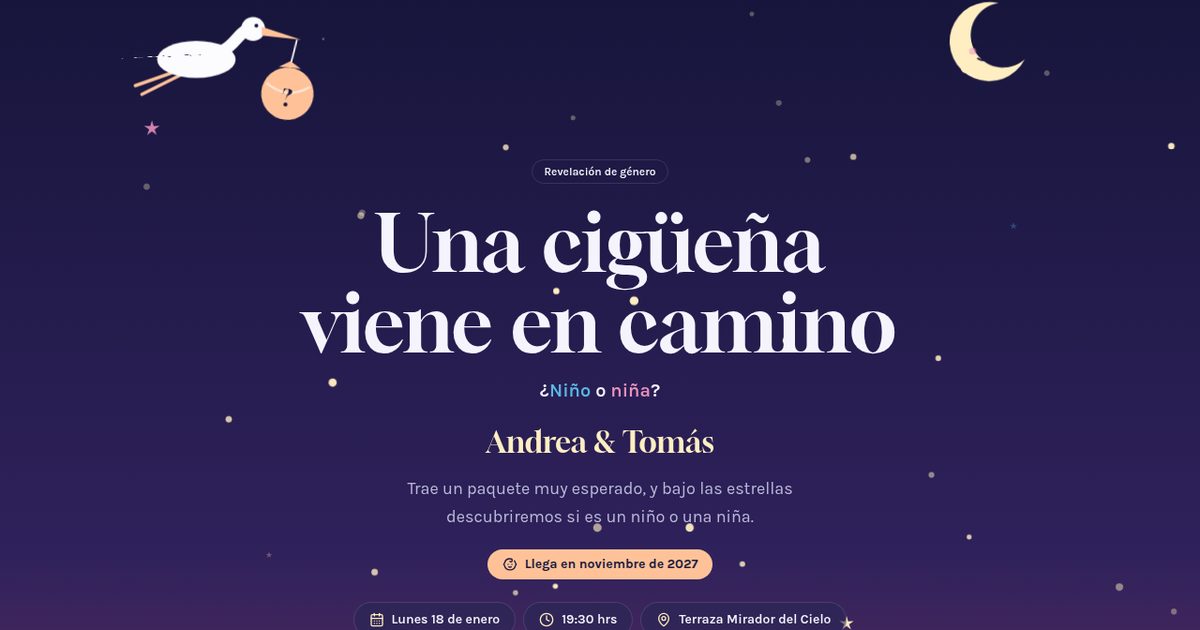 ?
Revelación de género
Una cigüeña
viene en camino
¿Niño o niña?
Andrea & Tomás
Trae un paquete muy esperado, y bajo las estrellas
descubriremos si es un niño o una niña.
Llega en noviembre de 2027
Lunes 18 de enero
19:30 hrs
Terraza Mirador del Cielo